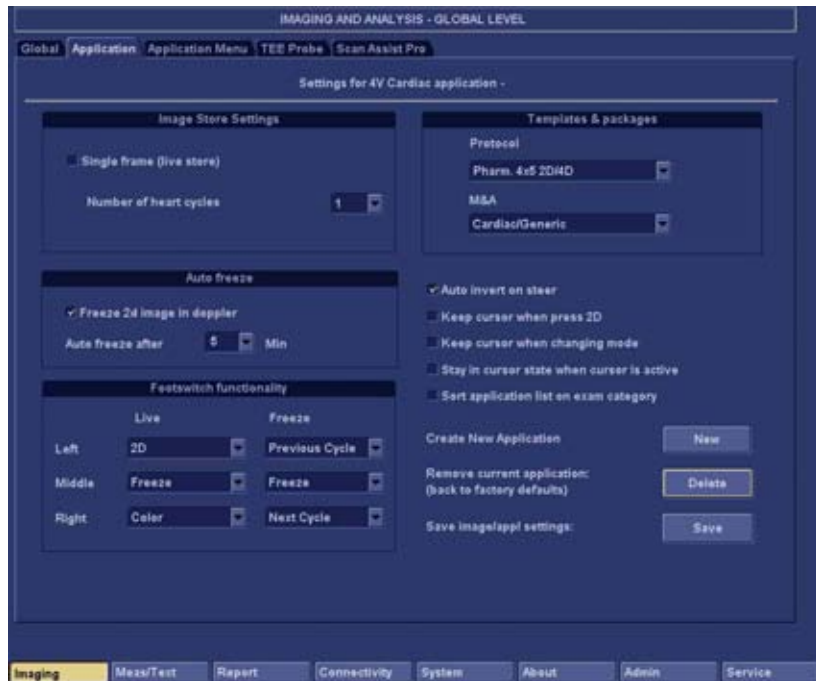 IMAGING AND ANALYSIS - GLOBAL LEVEL
Global Application Application Menu TEE Probe Scan Assist Pro
Settings for 4V Cardiac application -
Image Store Settings
Single frame (live store)
Number of heart cycles 1
Templates & packages
Protocol
Pharm. 4x5 2D/4D
M&A
Cardiac/Generic
Auto freeze
Freeze 2d image in doppler
Auto freeze after 5 Min
Auto invert on steer
Keep cursor when press 2D
Keep cursor when changing mode
Stay in cursor state when cursor is active
Sort application list on exam category
Footswitch functionality
Live Freeze
Left 2D Previous Cycle
Middle Freeze Freeze
Right Color Next Cycle
Create New Application New
Remove current application:
(back to factory defaults) Delete
Save image/appl settings: Save
Imaging Meas/Text Report Connectivity System About Admin Service